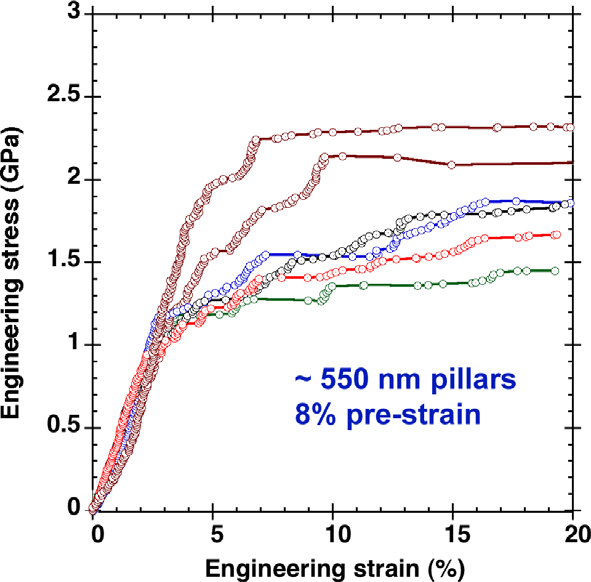 3
2.5
2
1.5
1
0.5
0
Engineering stress (GPa)
~ 550 nm pillars
8% pre-strain
0 5 10 15 20
Engineering strain (%)